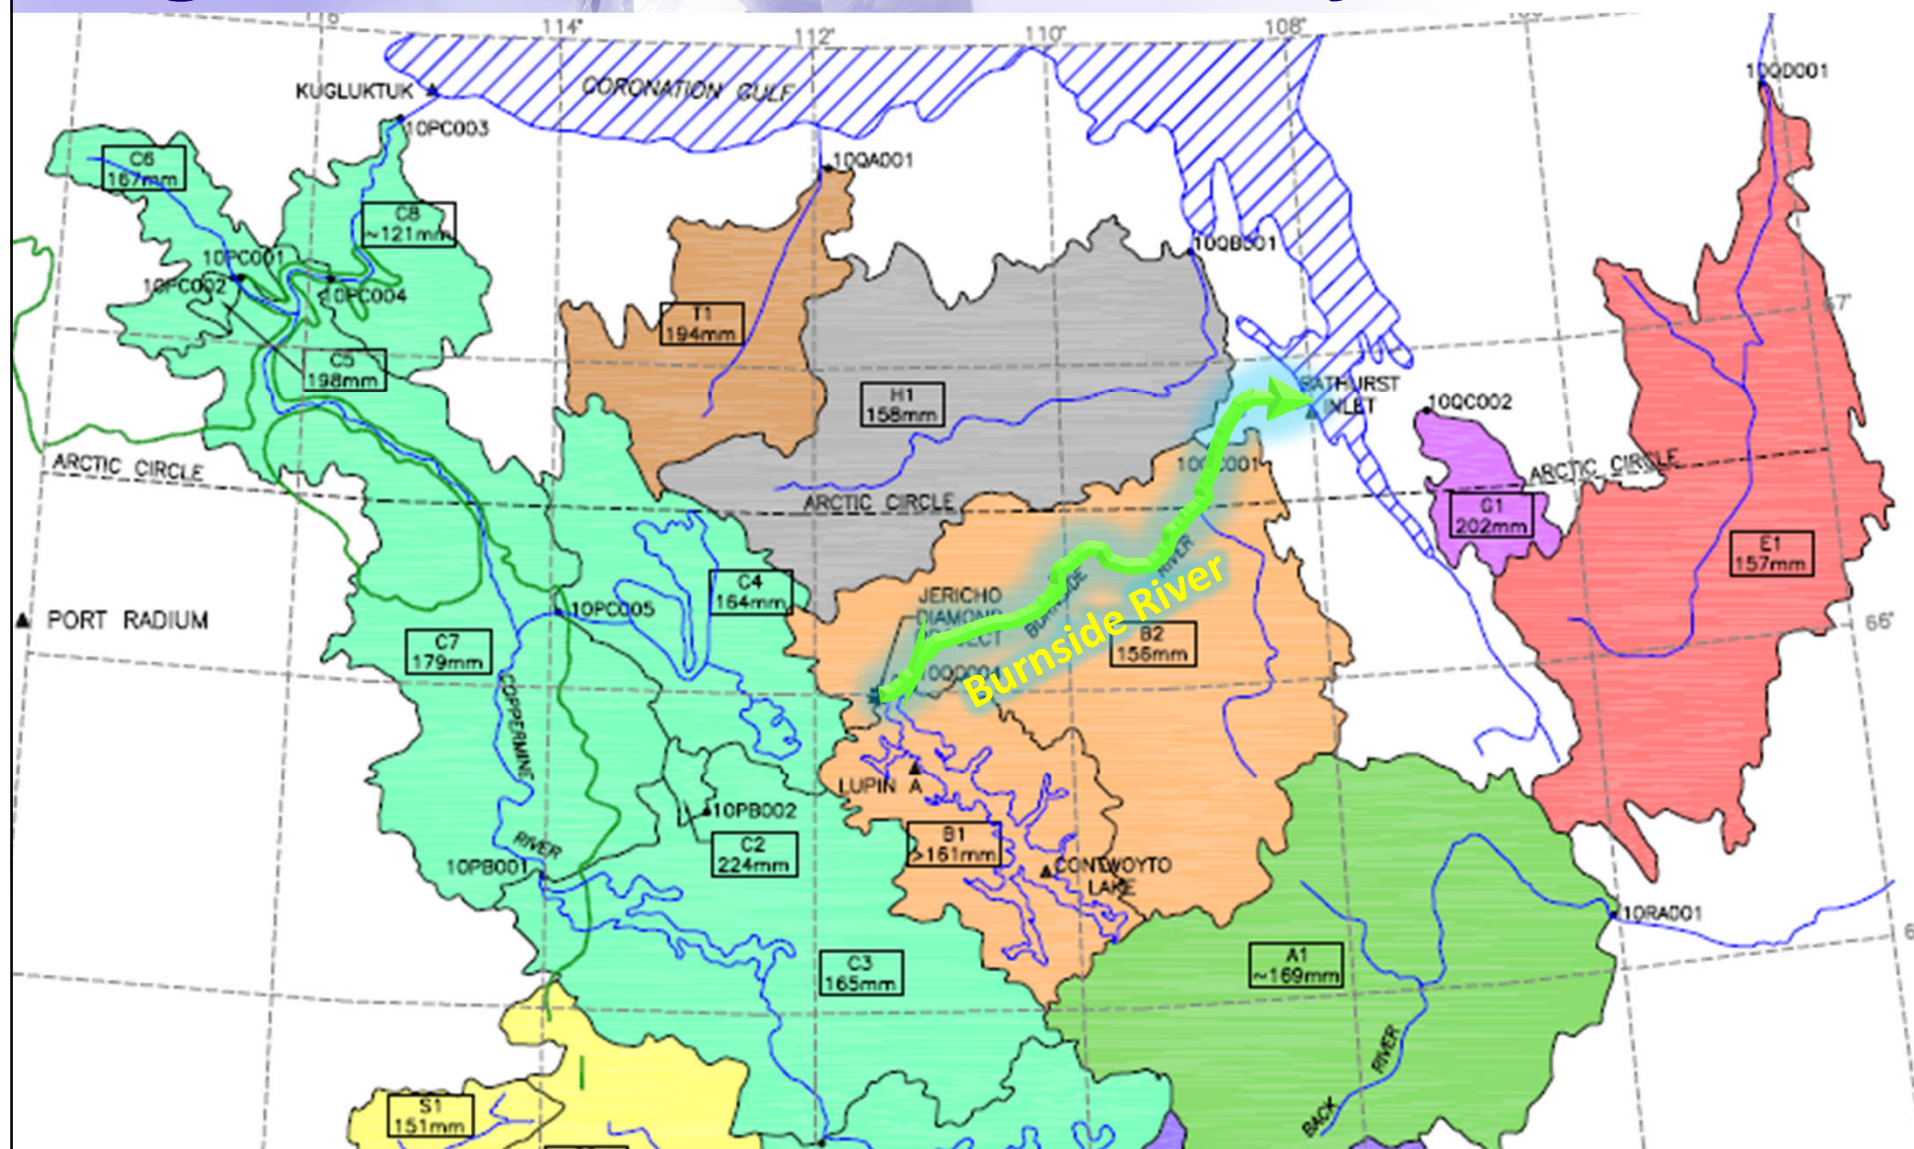 114°
112°
110°
108°
CORONATION GULF
KUGLUKTUK
10QD001
10PC003
10QA001
C6
167mm
C8
~121mm
10PC001
10QB001
10PC002
10PC004
67°
T1
194mm
C5
198mm
H1
158mm
BATHURST
INLET
10QC002
ARCTIC CIRCLE
ARCTIC CIRCLE
ARCTIC CIRCLE
G1
202mm
E1
157mm
C4
164mm
JERICHO
DIAMOND
BURNSIDE
RIVER
Burnside River
10PC005
PORT RADIUM
66°
C7
179mm
B2
156mm
COPPERMINE
RIVER
LUPIN A
10PB002
C2
224mm
B1
>161mm
CONTWOYTO
LAKE
10PB001
10RA001
C3
165mm
A1
~169mm
BACK
RIVER
S1
151mm